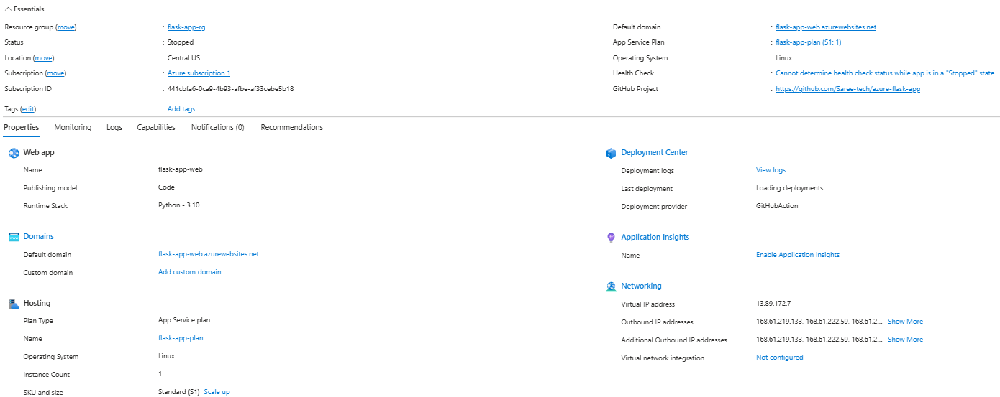 Essentials
Resource group (move) : flask-app-rg
Status : Stopped
Location (move) : Central US
Subscription (move) : Azure subscription 1
Subscription ID : 441cbfa6-0ca9-4b93-afbe-af33cebe5b18
Default domain : flask-app-web.azurewebsites.net
App Service Plan : flask-app-plan (S1: 1)
Operating System : Linux
Health Check : Cannot determine health check status while app is in a "Stopped" state.
GitHub Project : https://github.com/Saree-tech/azure-flask-app
Tags (edit) : Add tags
Properties Monitoring Logs Capabilities Notifications (0) Recommendations
Web app
Name flask-app-web
Publishing model Code
Runtime Stack Python - 3.10
Domains
Default domain flask-app-web.azurewebsites.net
Custom domain Add custom domain
Hosting
Plan Type App Service plan
Name flask-app-plan
Operating System Linux
Instance Count 1
SKU and size Standard (S1) Scale up
Deployment Center
Deployment logs View logs
Last deployment Loading deployments...
Deployment provider GitHubAction
Application Insights
Name Enable Application Insights
Networking
Virtual IP address 13.89.172.7
Outbound IP addresses 168.61.219.133, 168.61.222.59, 168.61.2... Show More
Additional Outbound IP addresses 168.61.219.133, 168.61.222.59, 168.61.2... Show More
Virtual network integration Not configured